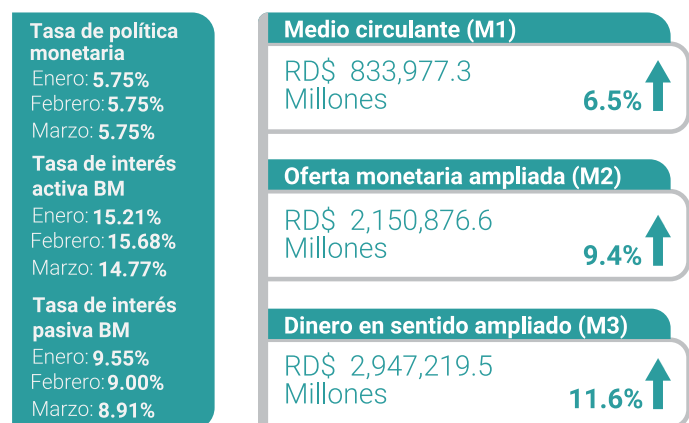 Tasa de política
monetaria
Enero: 5.75%
Febrero: 5.75%
Marzo: 5.75%
Tasa de interés
activa BM
Enero: 15.21%
Febrero: 15.68%
Marzo: 14.77%
Tasa de interés
pasiva BM
Enero: 9.55%
Febrero: 9.00%
Marzo: 8.91%
Medio circulante (M1)
RD$ 833,977.3
Millones
6.5%
Oferta monetaria ampliada (M2)
RD$ 2,150,876.6
Millones
9.4%
Dinero en sentido ampliado (M3)
RD$ 2,947,219.5
Millones
11.6%